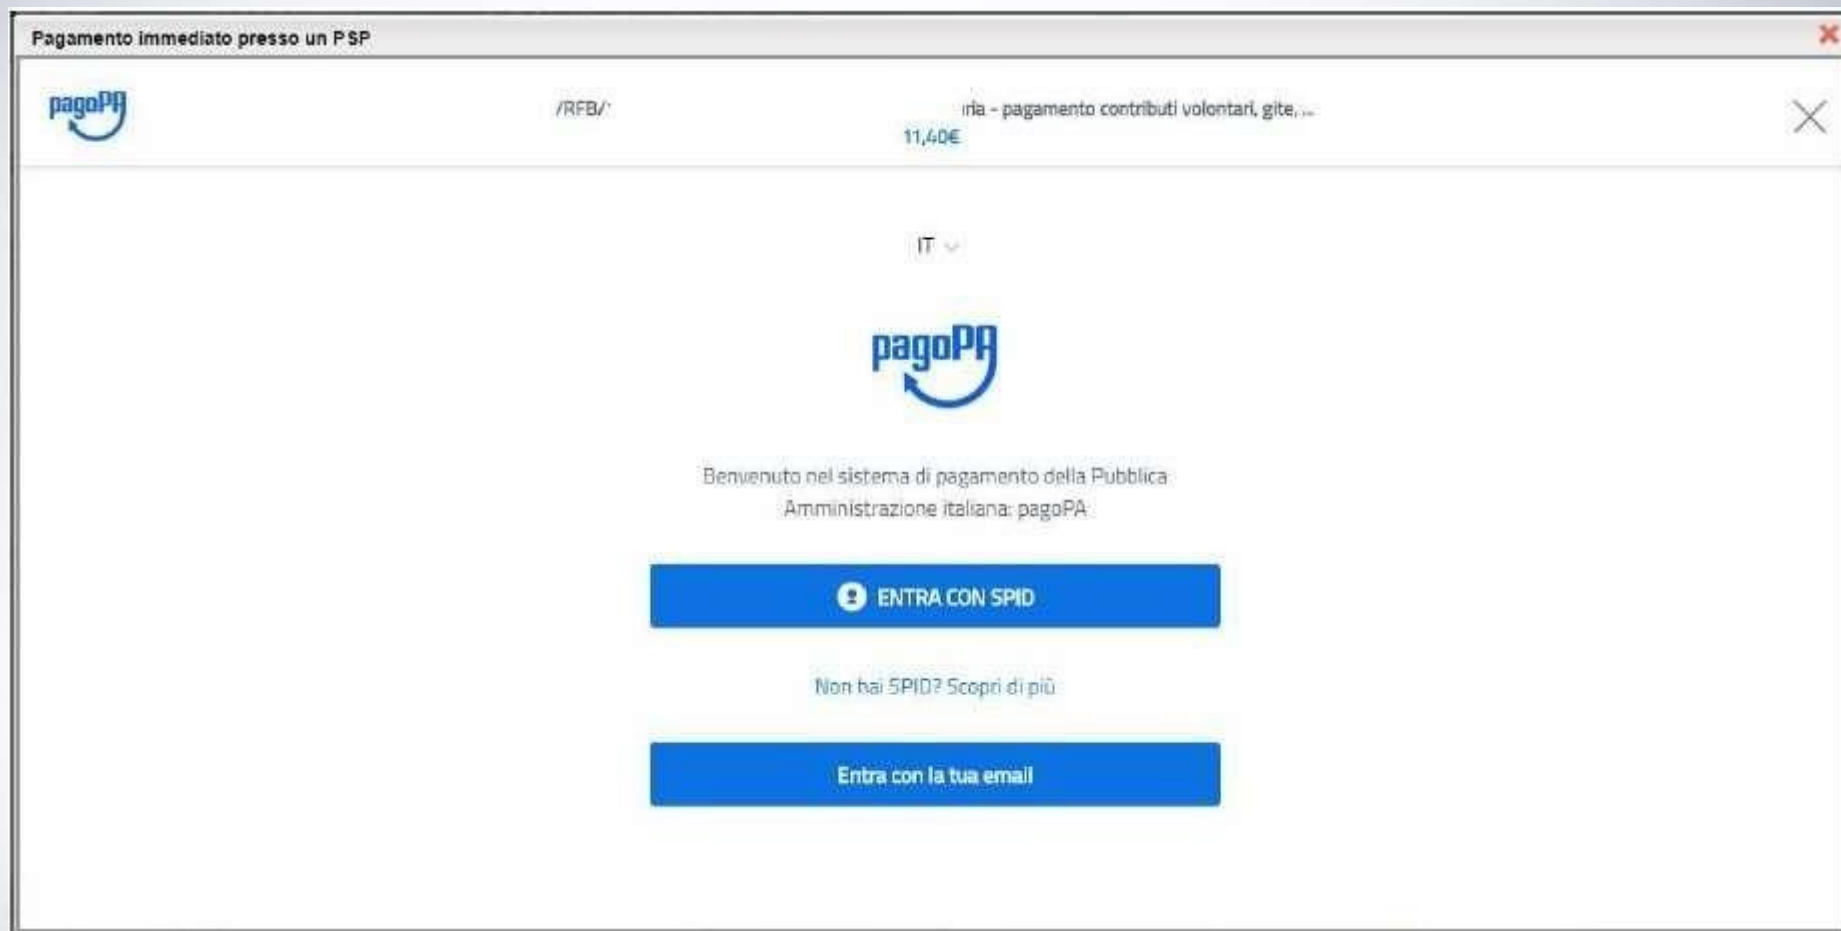 Pagamento immediato presso un PSP
pagoPA
/RFB/ - pagamento contributi volontari, gite, ...
11,40€
IT
pagoPA
Benvenuto nel sistema di pagamento della Pubblica
Amministrazione italiana: pagoPA
ENTRA CON SPID
Non hai SPID? Scopri di più
Entra con la tua email